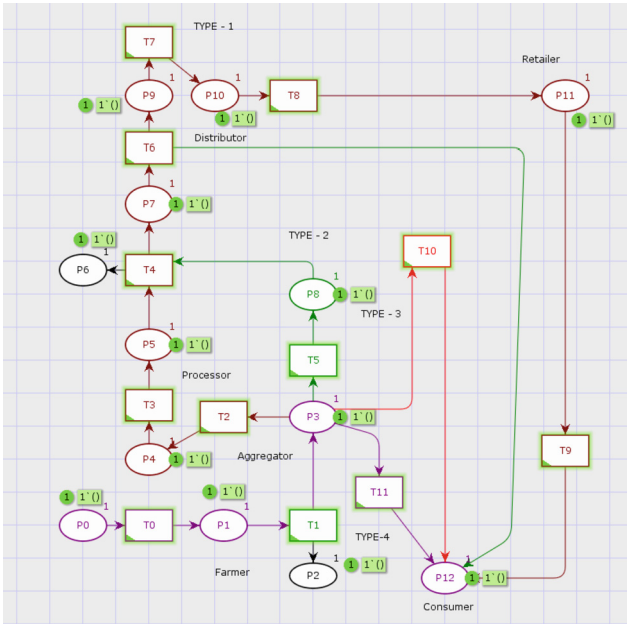 TYPE - 1
T7
Retailer
1
1
1
P9
P10
T8
P11
1 1`()
1 1`()
1 1`()
Distributor
T6
1
P7
1 1`()
TYPE - 2
1 1`()
1
T10
P6
T4
1
P8
1 1`()
TYPE - 3
1
P5
1 1`()
T5
Processor
1
T3
T2
P3
1 1`()
1
P4
1 1`()
Aggregator
T9
T11
1 1`()
1
1 1`()
1
P0
T0
P1
T1
TYPE-4
1
1 1`()
1
Farmer
P2
P12
1 1`()
Consumer